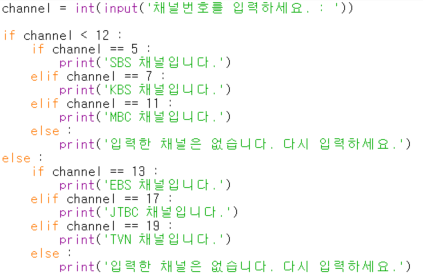 channel = int(input('채널번호를 입력하세요. : '))

if channel < 12 :
    if channel == 5 :
        print('SBS 채널입니다.')
    elif channel == 7 :
        print('KBS 채널입니다.')
    elif channel == 11 :
        print('MBC 채널입니다.')
    else :
        print('입력한 채널은 없습니다. 다시 입력하세요.')
else :
    if channel == 13 :
        print('EBS 채널입니다.')
    elif channel == 17 :
        print('JTBC 채널입니다.')
    elif channel == 19 :
        print('TVN 채널입니다.')
    else :
        print('입력한 채널은 없습니다. 다시 입력하세요.')